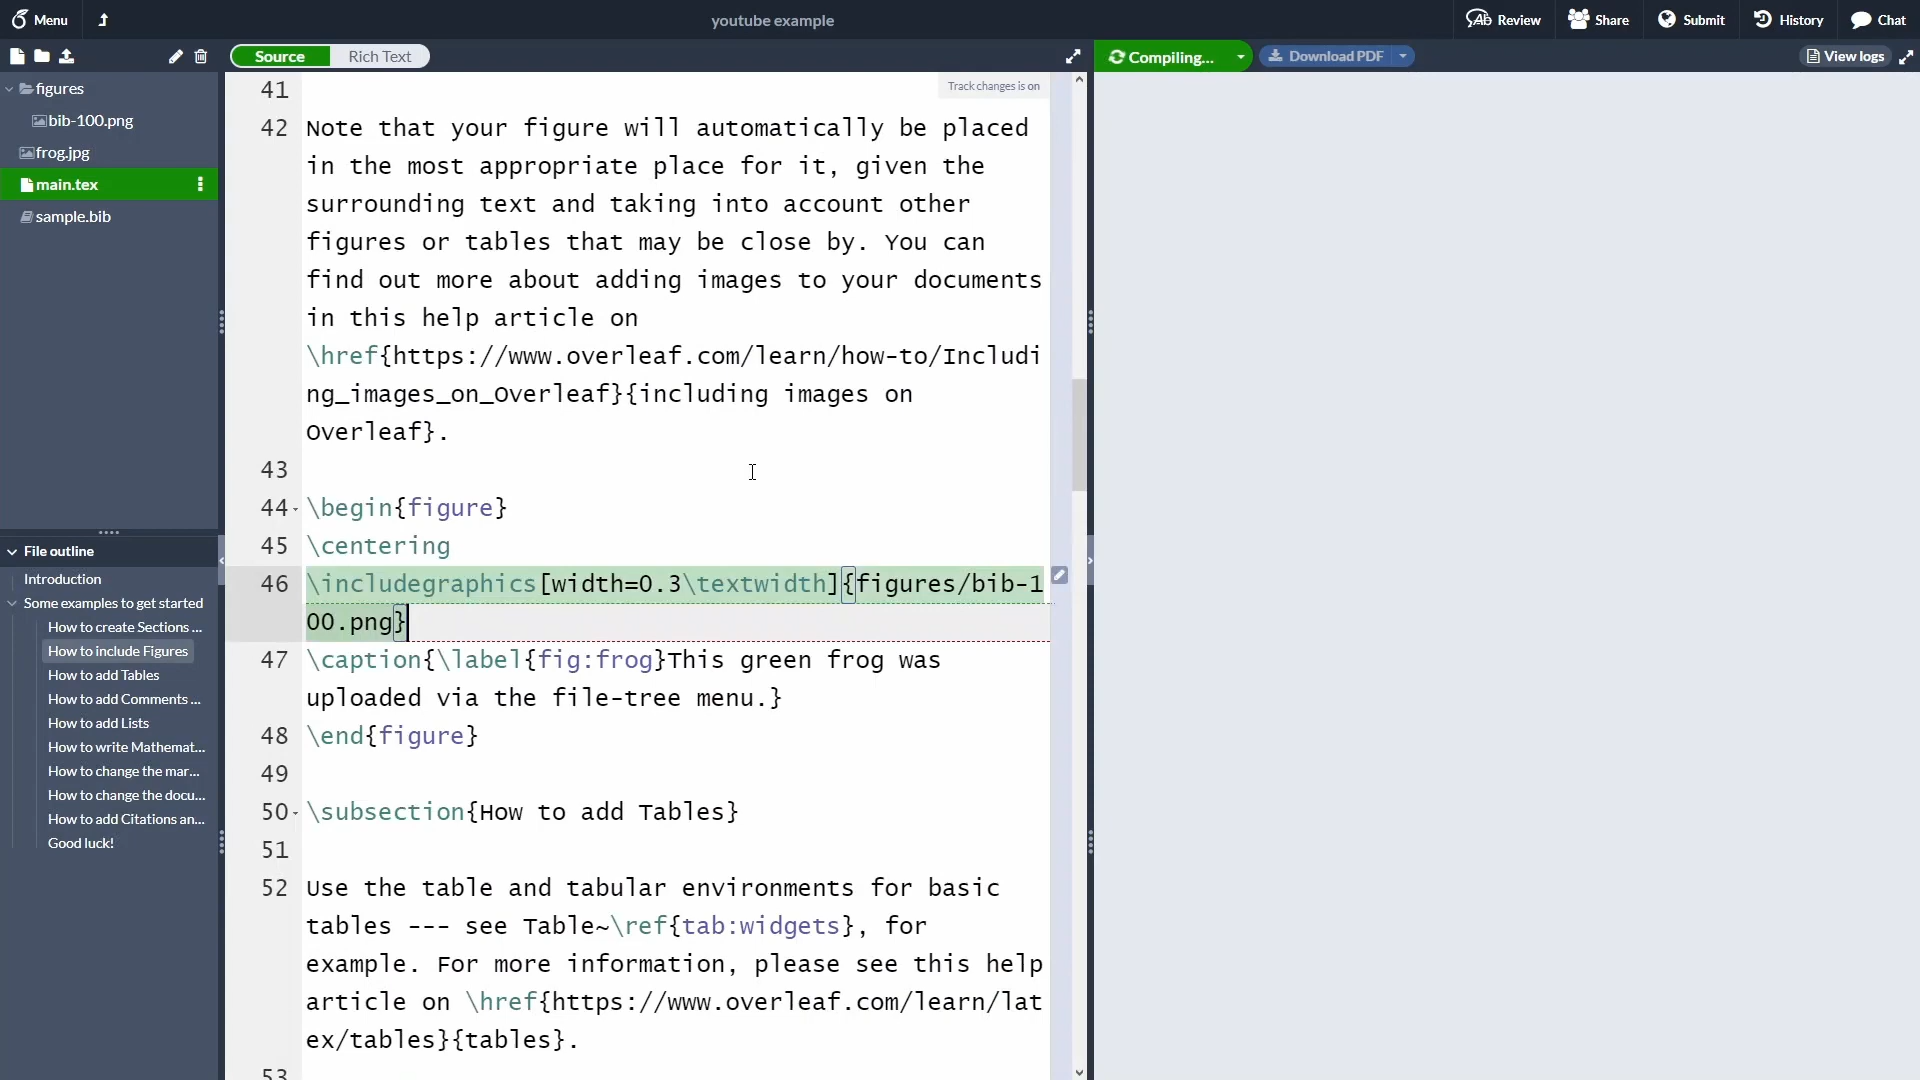 Menu
youtube example
Review
Share
Submit
History
Chat
Source
Rich Text
Compiling...
Download PDF
View logs
figures
bib-100.png
frog.jpg
main.tex
sample.bib
File outline
Introduction
Some examples to get started
How to create Sections ...
How to include Figures
How to add Tables
How to add Comments ...
How to add Lists
How to write Mathemat...
How to change the mar...
How to change the docu...
How to add Citations an...
Good luck!
Track changes is on
41
42 Note that your figure will automatically be placed
in the most appropriate place for it, given the
surrounding text and taking into account other
figures or tables that may be close by. You can
find out more about adding images to your documents
in this help article on
\href{https://www.overleaf.com/learn/how-to/Includi
ng_images_on_Overleaf}{including images on
Overleaf}.
43
44 \begin{figure}
45 \centering
46 \includegraphics[width=0.3\textwidth]{figures/bib-1
00.png}
47 \caption{\label{fig:frog}This green frog was
uploaded via the file-tree menu.}
48 \end{figure}
49
50 \subsection{How to add Tables}
51
52 Use the table and tabular environments for basic
tables --- see Table~\ref{tab:widgets}, for
example. For more information, please see this help
article on \href{https://www.overleaf.com/learn/lat
ex/tables}{tables}.
53